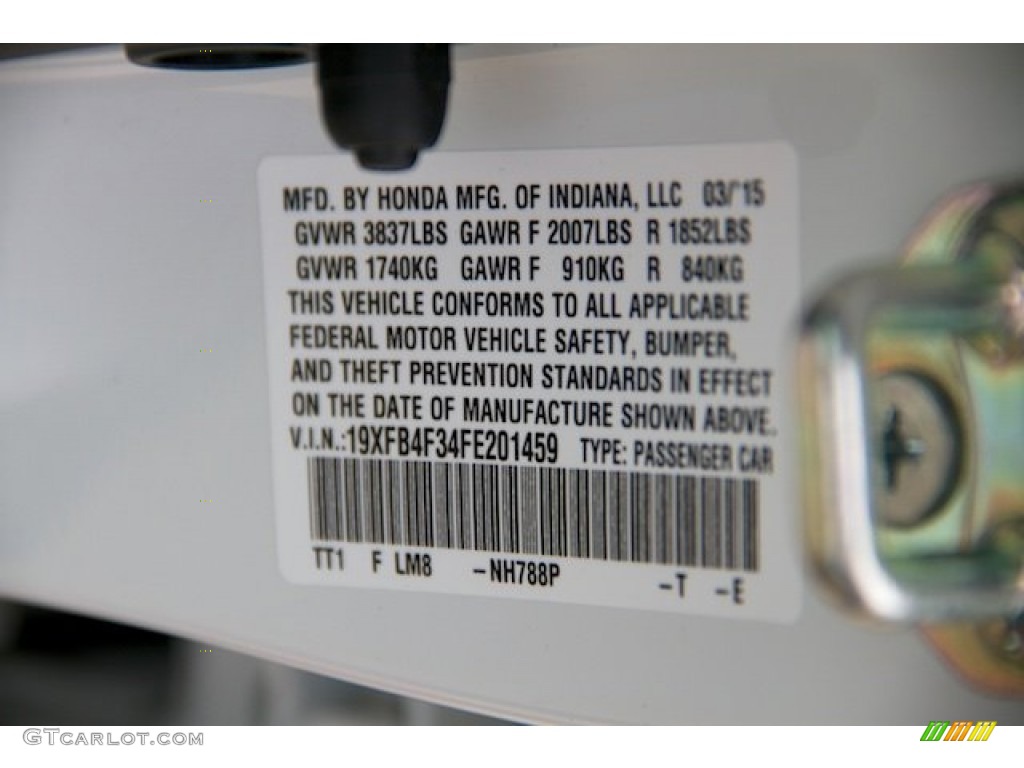 MFD. BY HONDA MFG. OF INDIANA, LLC 03/15
GVWR 3837LBS GAWR F 2007LBS R 1852LBS
GVWR 1740KG GAWR F 910KG R 840KG
THIS VEHICLE CONFORMS TO ALL APPLICABLE
FEDERAL MOTOR VEHICLE SAFETY, BUMPER,
AND THEFT PREVENTION STANDARDS IN EFFECT
ON THE DATE OF MANUFACTURE SHOWN ABOVE.
V.I.N.:19XFB4F34FE201459 TYPE: PASSENGER CAR
TT1 F LM8 -NH788P -T -E
GTCARLOT.COM